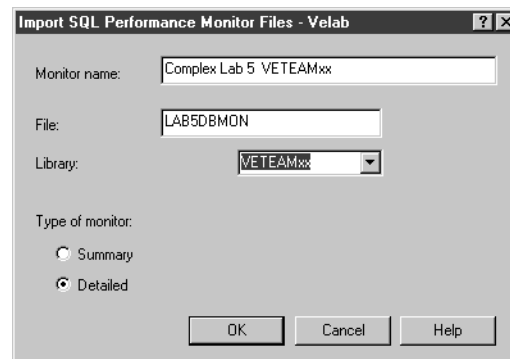 Import SQL Performance Monitor Files - Velab
Monitor name: Complex Lab 5 VETEAMxx
File: LAB5DBMON
Library: VETEAMxx
Type of monitor:
Summary
Detailed
OK Cancel Help